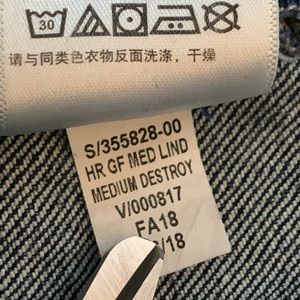 30
请与同类色衣物反面洗涤，干燥
S/355828-00
HR GF MED LIND
MEDIUM DESTROY
V/000817
FA18
/18